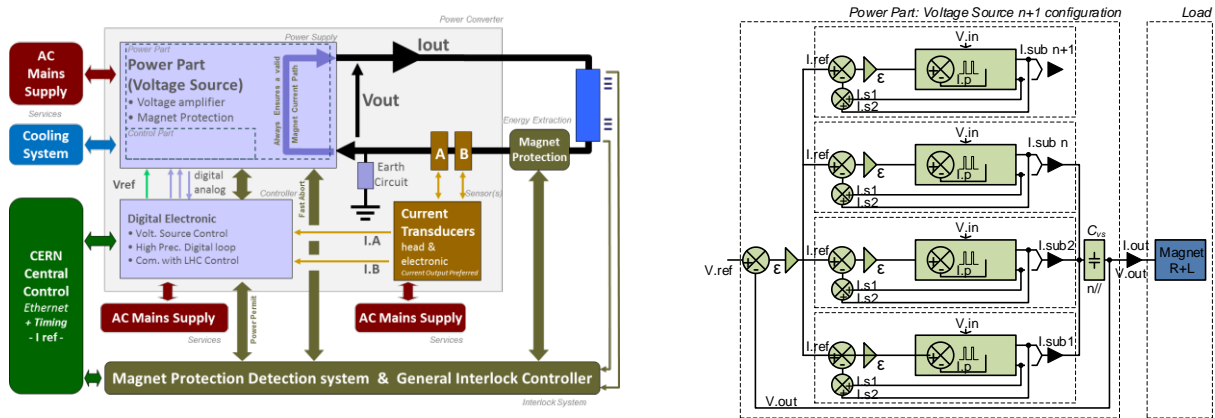 Power Converter
Power Supply
AC
Mains
Supply
Services
Cooling
System
Power Part
Power Part
(Voltage Source)
• Voltage amplifier
• Magnet Protection
Control Part
Always Ensures a valid
Magnet Current Path
Iout
Vout
Energy Extraction
Magnet
Protection
A
B
Earth
Circuit
Sensor(s)
Vref
digital
analog
Controller
Fast Abort
Digital Electronic
• Volt. Source Control
• High Prec. Digital loop
• Com. with LHC Control
I.A
I.B
Current
Transducers
head &
electronic
Current Output Preferred
CERN
Central
Control
Ethernet
+ Timing
- I ref -
AC Mains Supply
Services
Power Permit
AC Mains Supply
Services
Magnet Protection Detection system & General Interlock Controller
Interlock System
Power Part: Voltage Source n+1 configuration
Load
V.in
I.ref
ε
I.p
I.sub n+1
I.s1
I.s2
V.in
I.ref
ε
I.p
I.sub n
I.s1
I.s2
V.in
I.ref
ε
I.p
I.sub2
I.s1
I.s2
V.ref
ε
Cvs
n//
I.out
V.out
Magnet
R+L
V.in
I.ref
ε
I.p
I.sub1
I.s1
I.s2
V.out